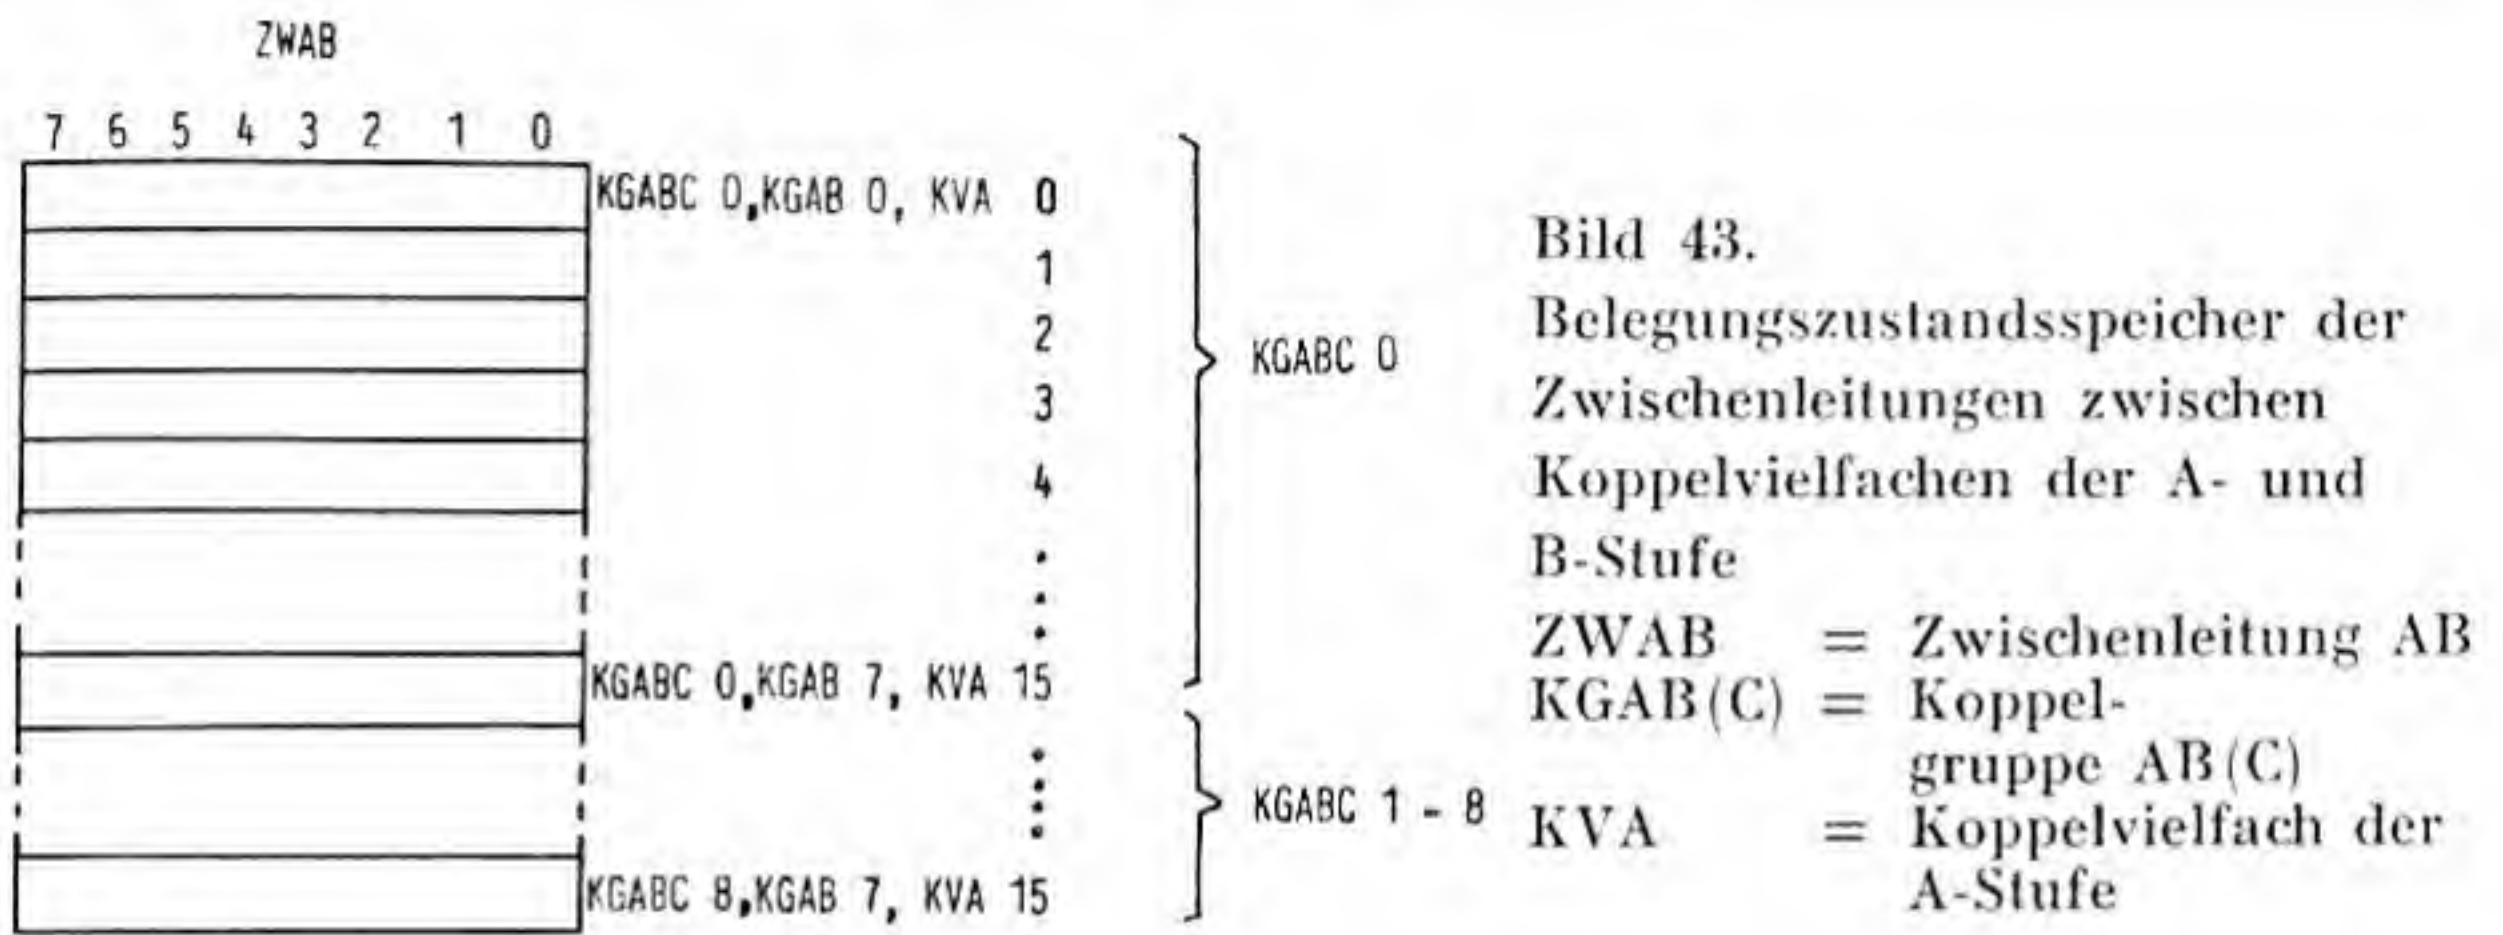 ZWAB
7 6 5 4 3 2 1 0
KGABC 0,KGAB 0, KVA 0
1
2
3
4
KGABC 0,KGAB 7, KVA 15
KGABC 8,KGAB 7, KVA 15
KGABC 0
KGABC 1 - 8
Bild 43.
Belegungszustandsspeicher der
Zwischenleitungen zwischen
Koppelvielfachen der A- und
B-Stufe
ZWAB = Zwischenleitung AB
KGAB(C) = Koppel-
gruppe AB(C)
KVA = Koppelvielfach der
A-Stufe